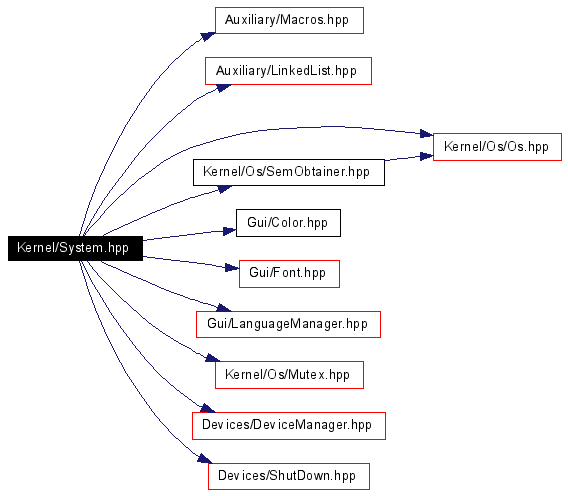 Auxiliary/Macros.hpp
Auxiliary/LinkedList.hpp
Kernel/Os/Os.hpp
Kernel/Os/SemObtainer.hpp
Gui/Color.hpp
Kernel/System.hpp
Gui/Font.hpp
Gui/LanguageManager.hpp
Kernel/Os/Mutex.hpp
Devices/DeviceManager.hpp
Devices/ShutDown.hpp